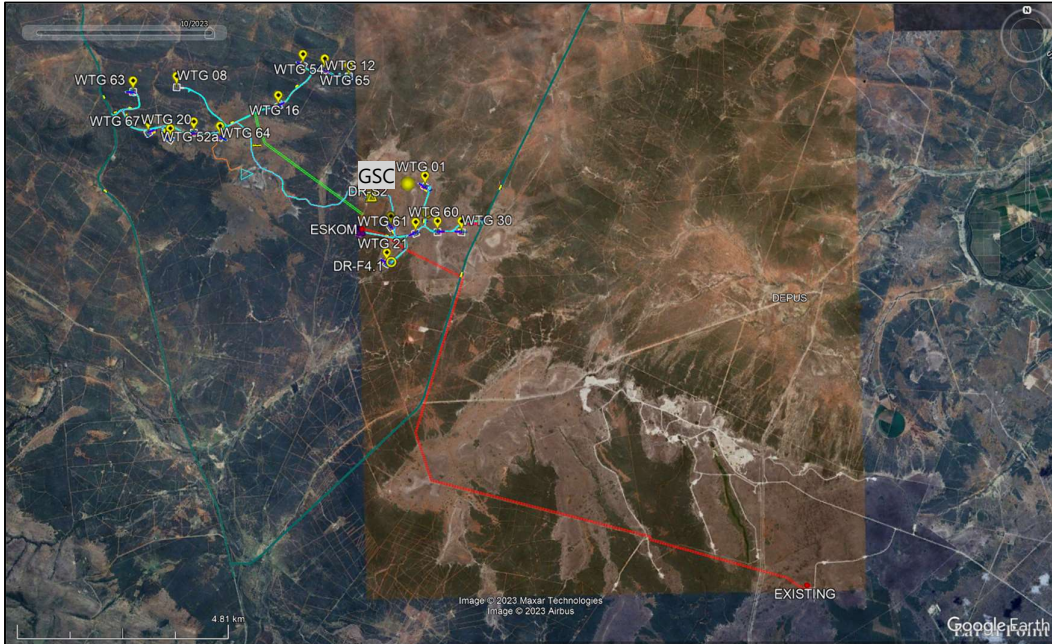 10/2023
N
WTG 63
WTG 08
WTG 54
WTG 12
WTG 65
WTG 16
WTG 67
WTG 20
WTG 52a
WTG 64
GSC
WTG 01
DR-S2
ESKOM
WTG 61
WTG 60
WTG 30
WTG 21
DR-F4.1
DEPUS
EXISTING
Image © 2023 Maxar Technologies
Image © 2023 Airbus
4.81 km
Google Earth